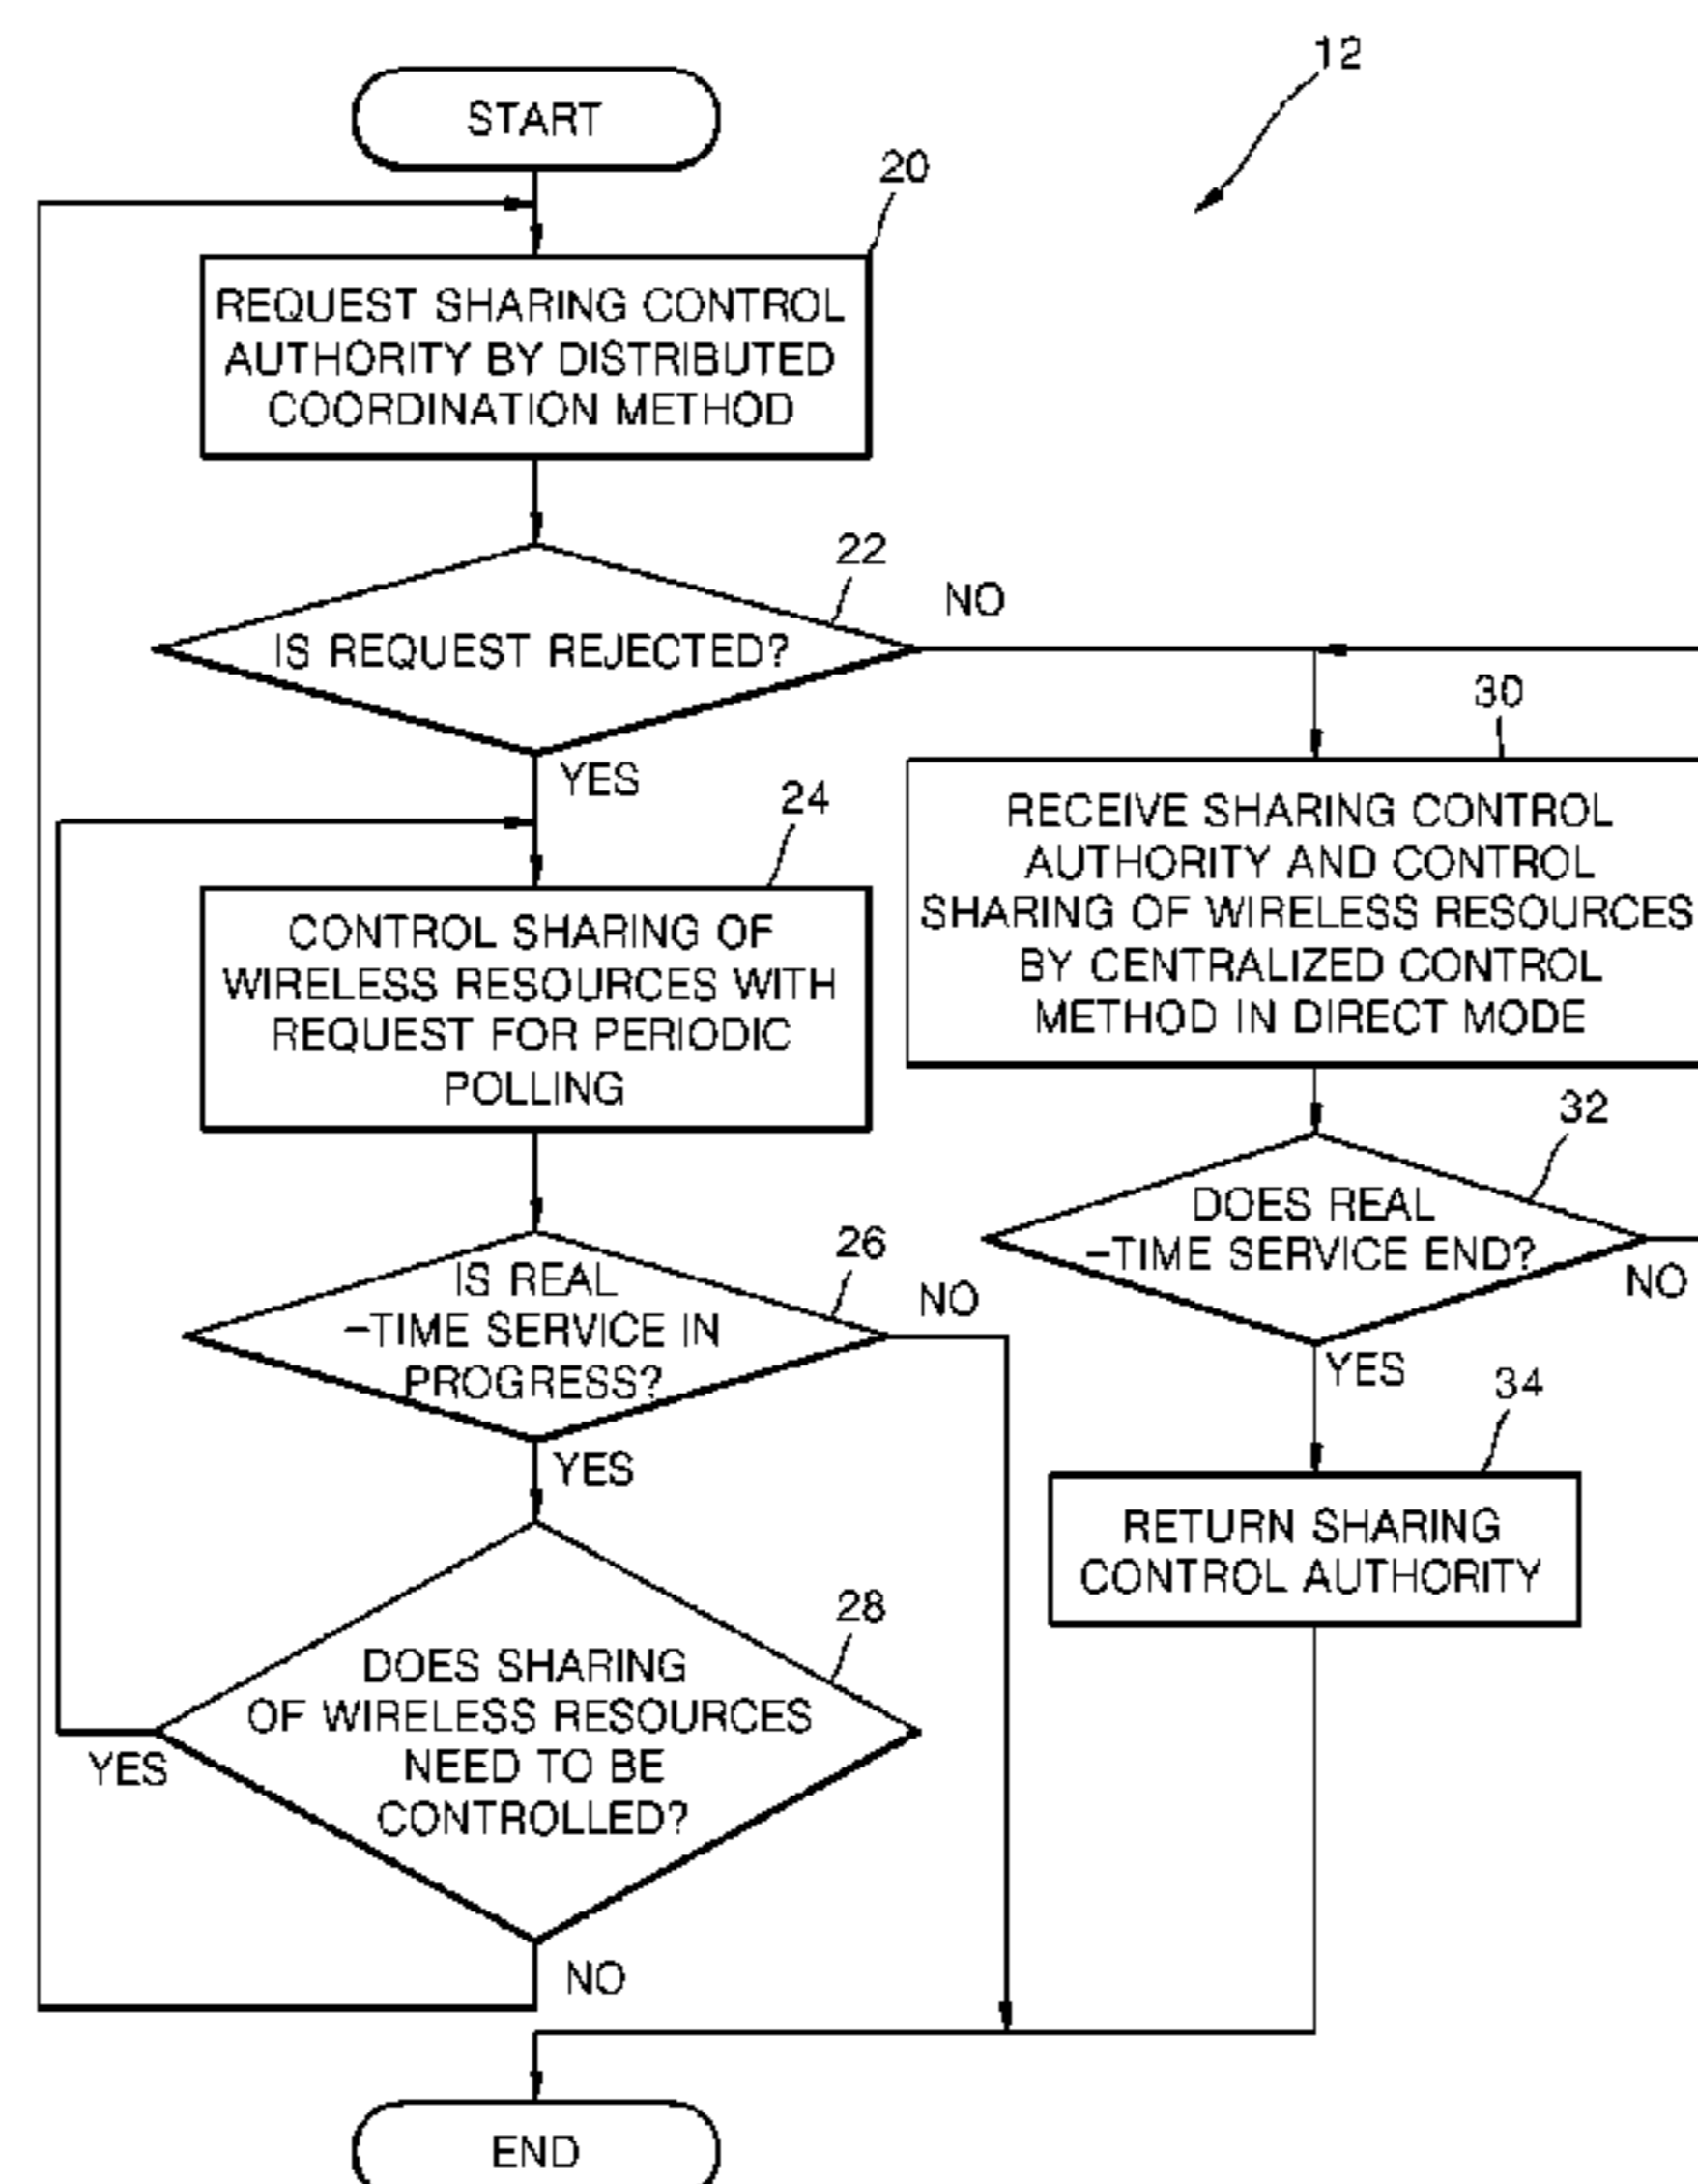 12
START
20
REQUEST SHARING CONTROL
AUTHORITY BY DISTRIBUTED
COORDINATION METHOD
22
IS REQUEST REJECTED?
NO
YES
24
CONTROL SHARING OF
WIRELESS RESOURCES WITH
REQUEST FOR PERIODIC
POLLING
26
IS REAL
-TIME SERVICE IN
PROGRESS?
NO
YES
28
DOES SHARING
OF WIRELESS RESOURCES
NEED TO BE
CONTROLLED?
YES
NO
30
RECEIVE SHARING CONTROL
AUTHORITY AND CONTROL
SHARING OF WIRELESS RESOURCES
BY CENTRALIZED CONTROL
METHOD IN DIRECT MODE
32
DOES REAL
-TIME SERVICE END?
NO
YES
34
RETURN SHARING
CONTROL AUTHORITY
END